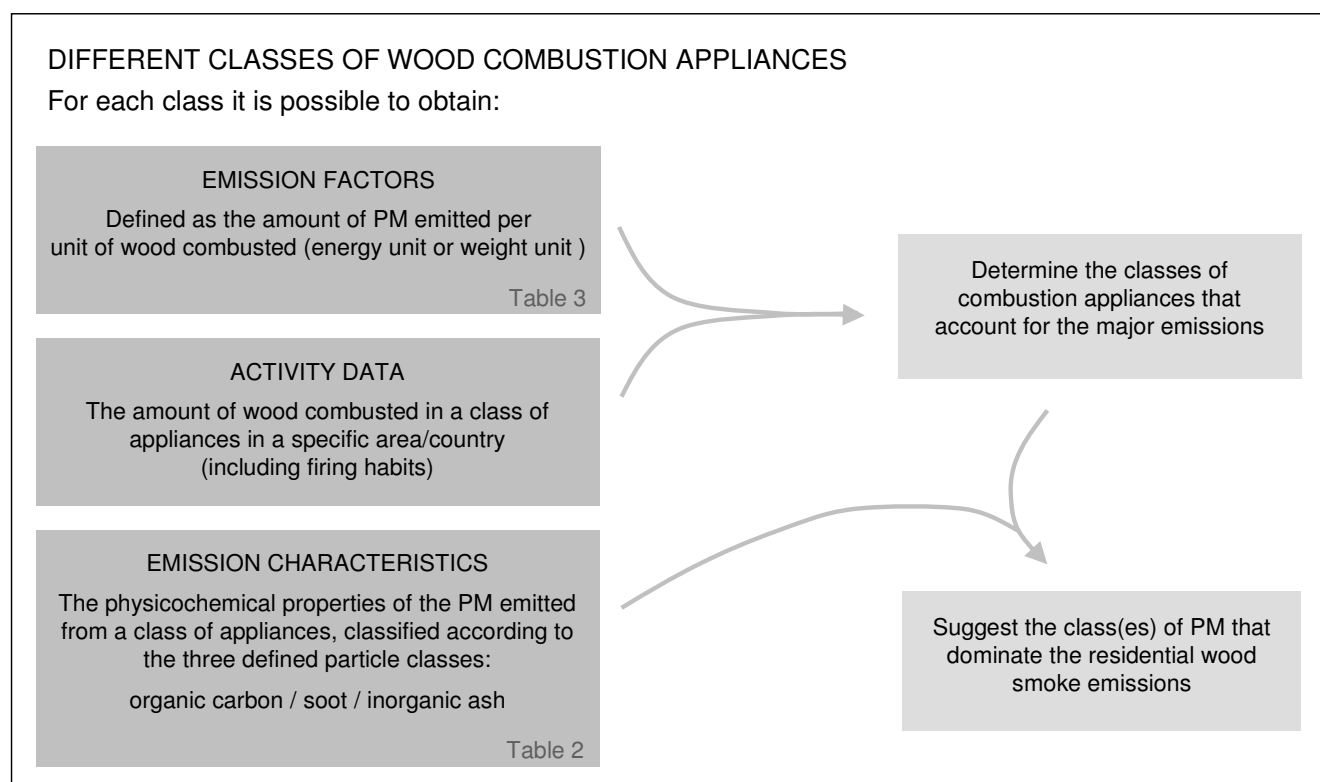 DIFFERENT CLASSES OF WOOD COMBUSTION APPLIANCES
For each class it is possible to obtain:
EMISSION FACTORS
Defined as the amount of PM emitted per
unit of wood combusted (energy unit or weight unit )
Table 3
ACTIVITY DATA
The amount of wood combusted in a class of
appliances in a specific area/country
(including firing habits)
EMISSION CHARACTERISTICS
The physicochemical properties of the PM emitted
from a class of appliances, classified according to
the three defined particle classes:
organic carbon / soot / inorganic ash
Table 2
Determine the classes of
combustion appliances that
account for the major emissions
Suggest the class(es) of PM that
dominate the residential wood
smoke emissions